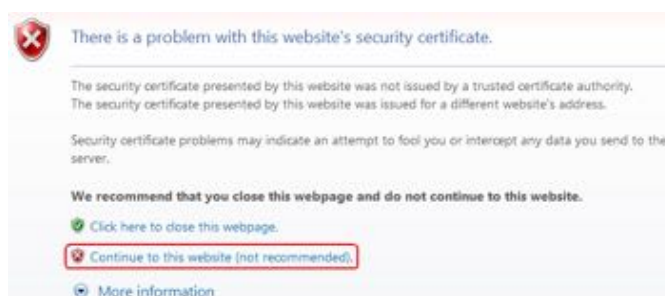 There is a problem with this website's security certificate.
The security certificate presented by this website was not issued by a trusted certificate authority.
The security certificate presented by this website was issued for a different website's address.
Security certificate problems may indicate an attempt to fool you or intercept any data you send to the
server.
We recommend that you close this webpage and do not continue to this website.
Click here to close this webpage.
Continue to this website (not recommended).
More information